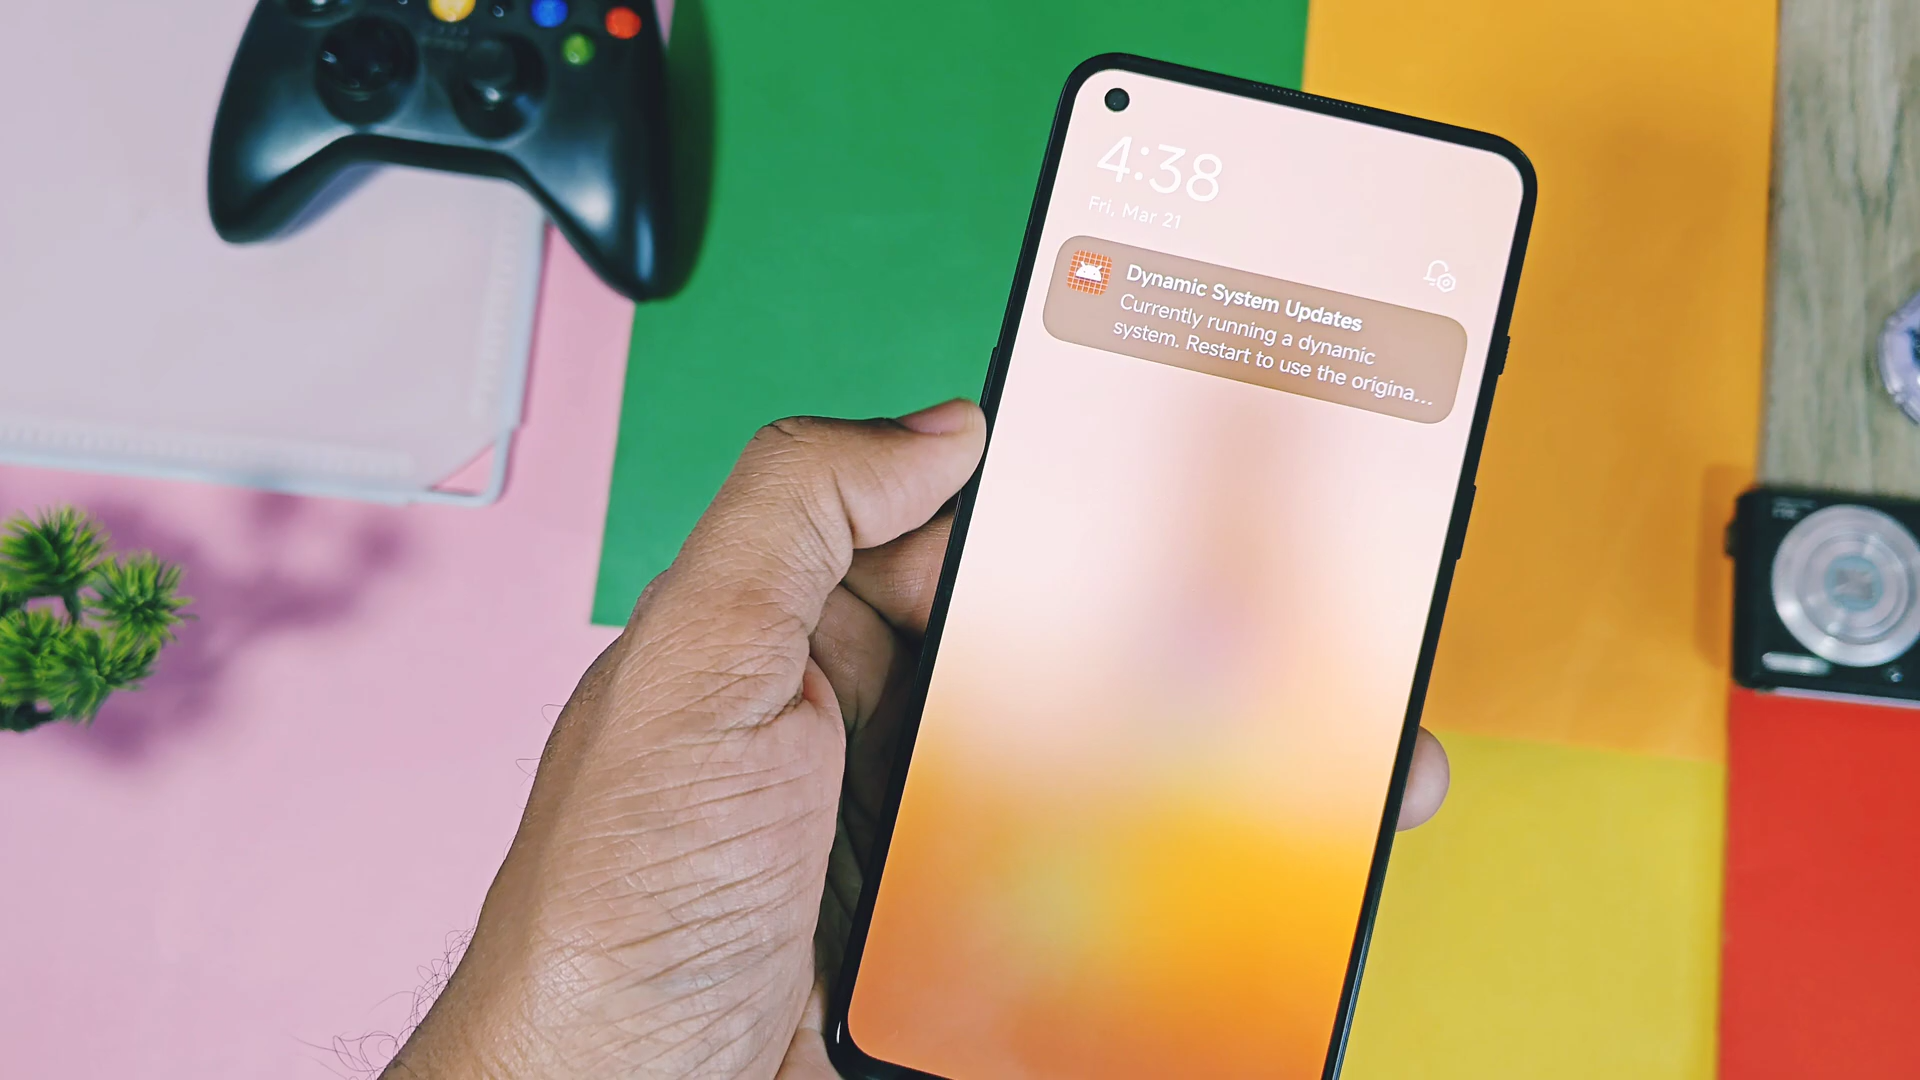 4:38
Fri, Mar 21
Dynamic System Updates
Currently running a dynamic
system. Restart to use the origina...